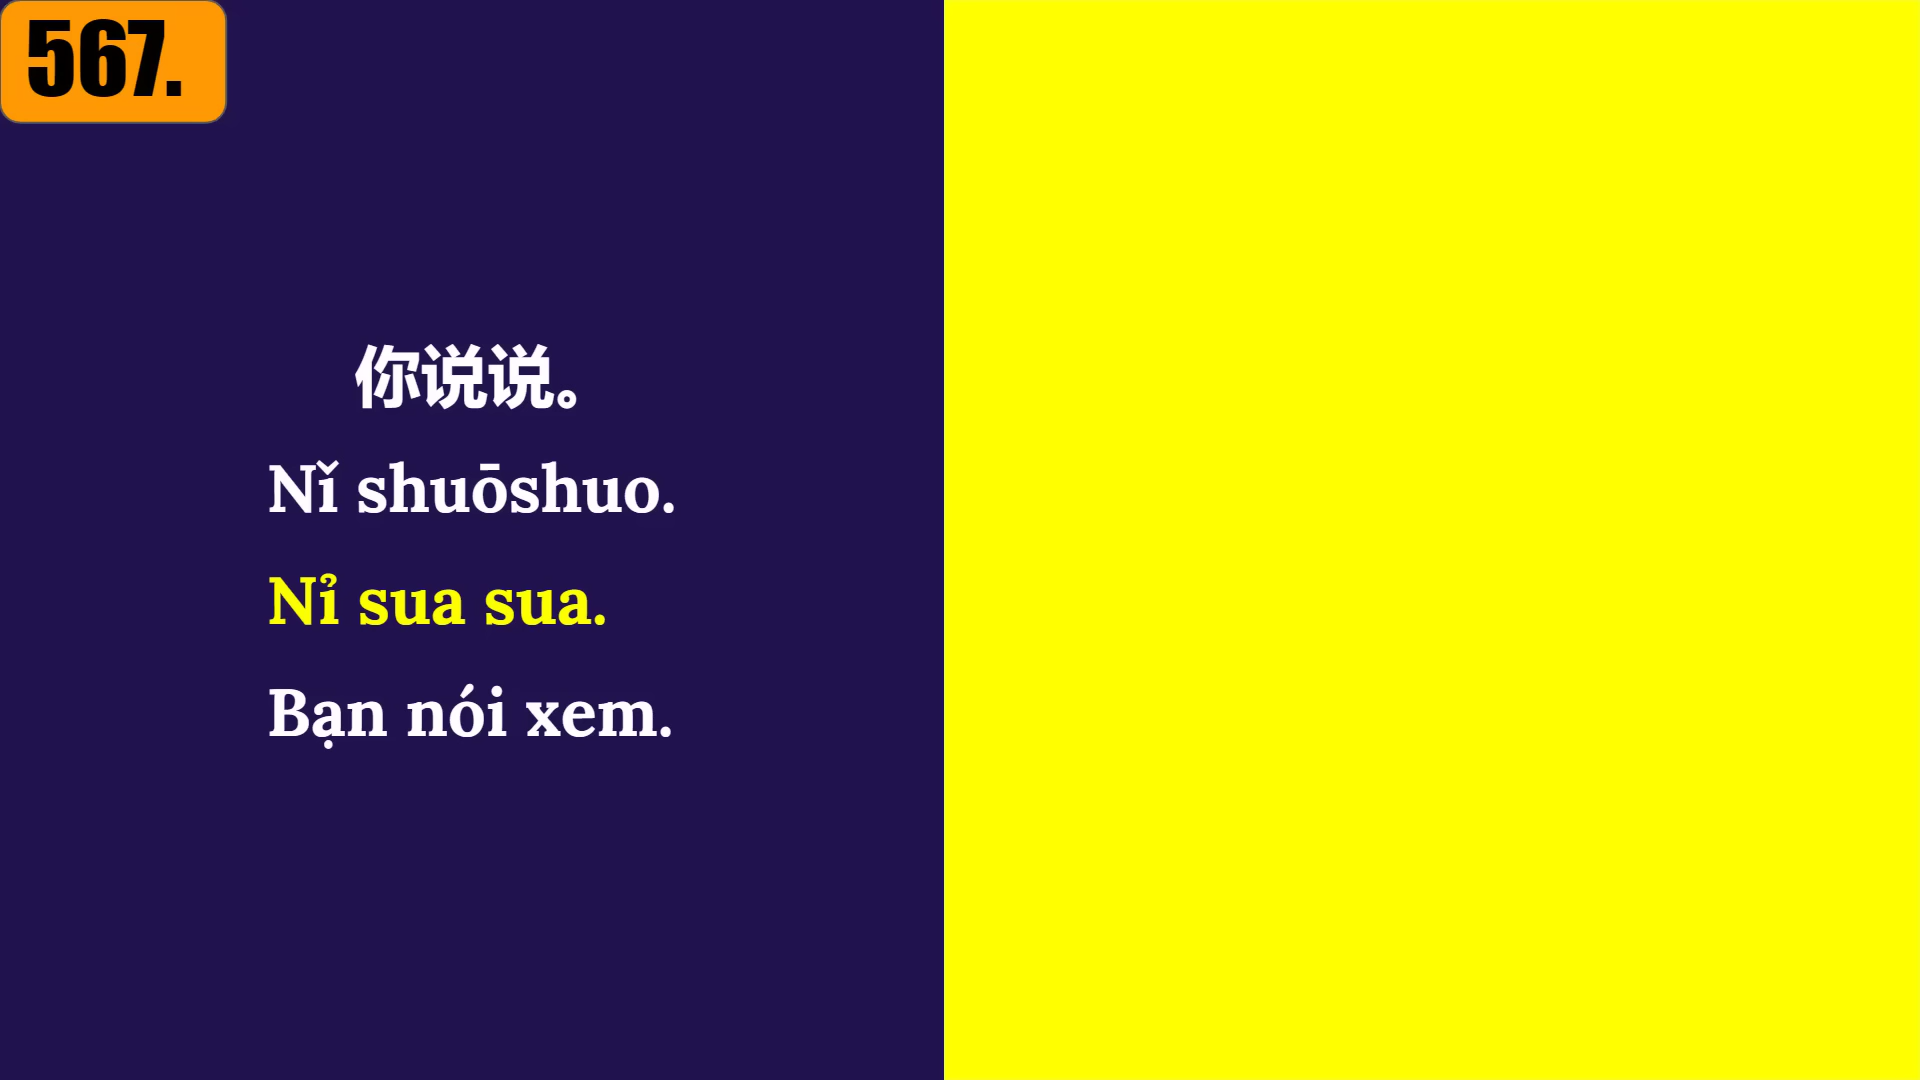 567.
你说说。
Nǐ shuōshuo.
Nỉ sua sua.
Bạn nói xem.